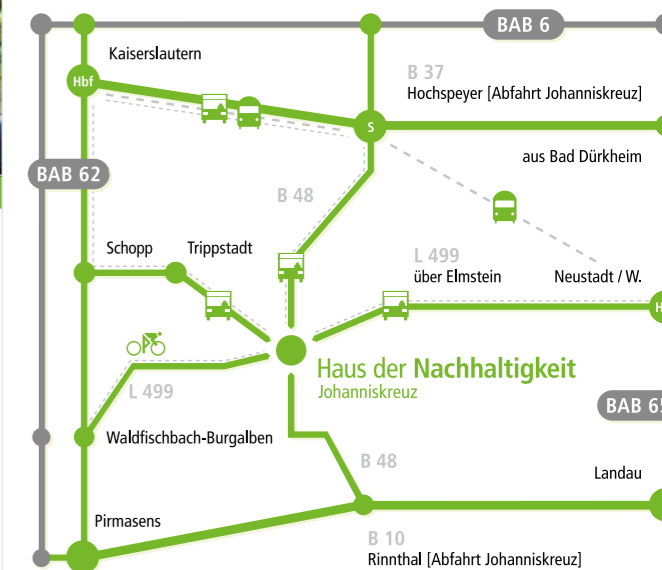 BAB 6
Kaiserslautern
B 37
Hbf
Hochspeyer [Abfahrt Johanniskreuz]
S
aus Bad Dürkheim
BAB 62
B 48
Schopp
Trippstadt
L 499
über Elmstein
Neustadt / W.
H
Haus der Nachhaltigkeit
Johanniskreuz
L 499
BAB 65
Waldfischbach-Burgalben
B 48
Landau
Pirmasens
B 10
Rinnthal [Abfahrt Johanniskreuz]